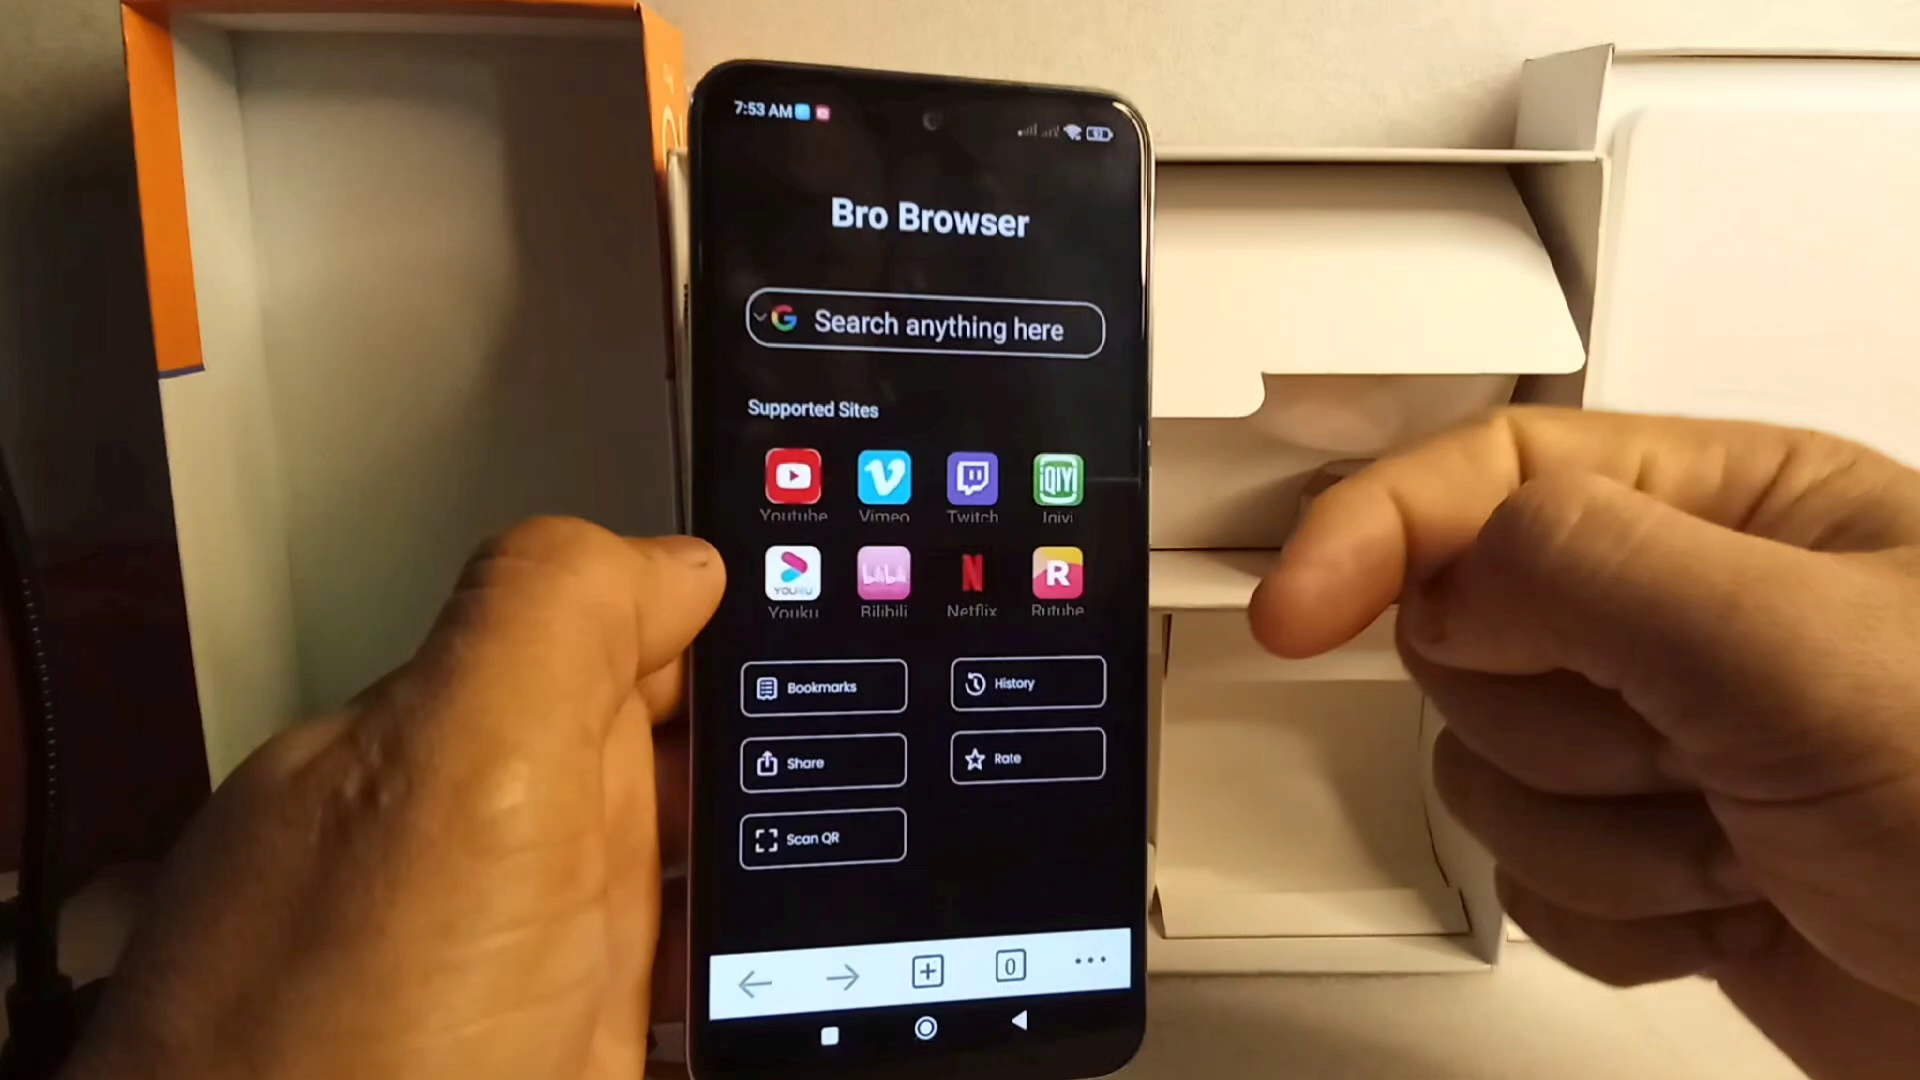 7:53 AM
Bro Browser
Search anything here
Supported Sites
Youtube Vimeo Twitch Iqiyi
Youku Bilibili Netflix Rutube
Bookmarks History
Share Rate
Scan QR
0